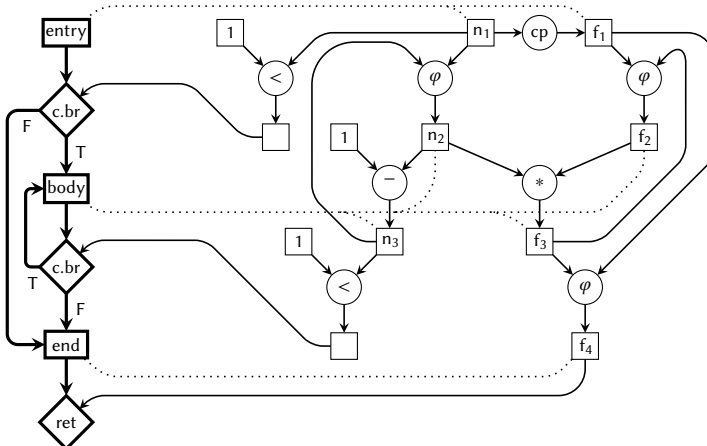 entry 1 n1 cp f1
< φ φ
c.br
F
T 1 n2 f2
body − *
1 n3 f3
c.br
T < φ
F
end f4
ret